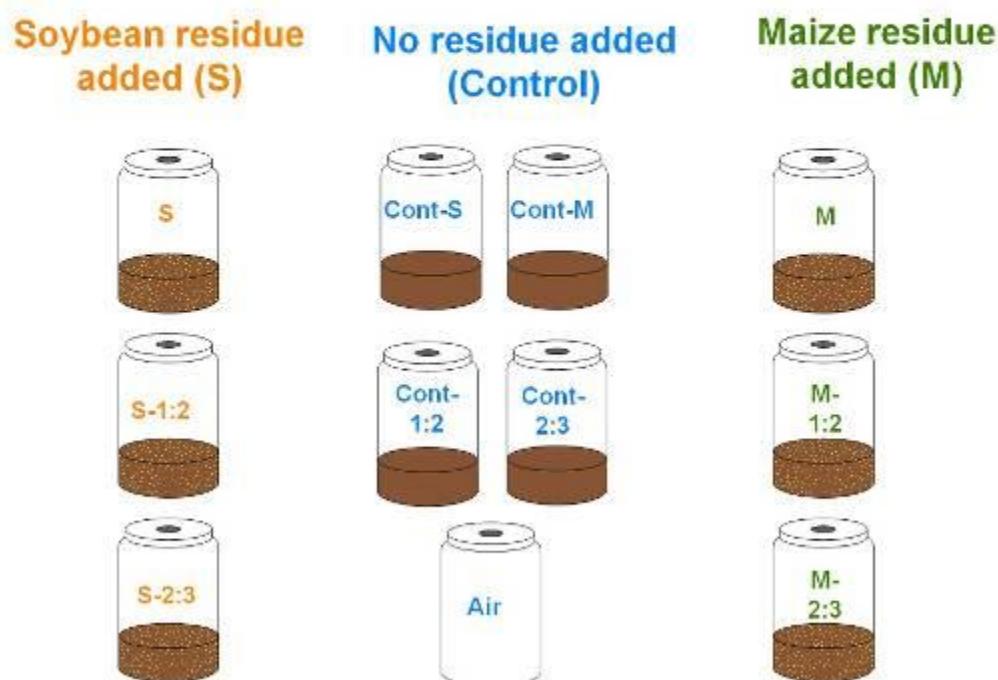 Soybean residue
added (S)
No residue added
(Control)
Maize residue
added (M)
S
Cont-S
Cont-M
M
S-1:2
Cont-
1:2
Cont-
2:3
M-
1:2
S-2:3
Air
M-
2:3